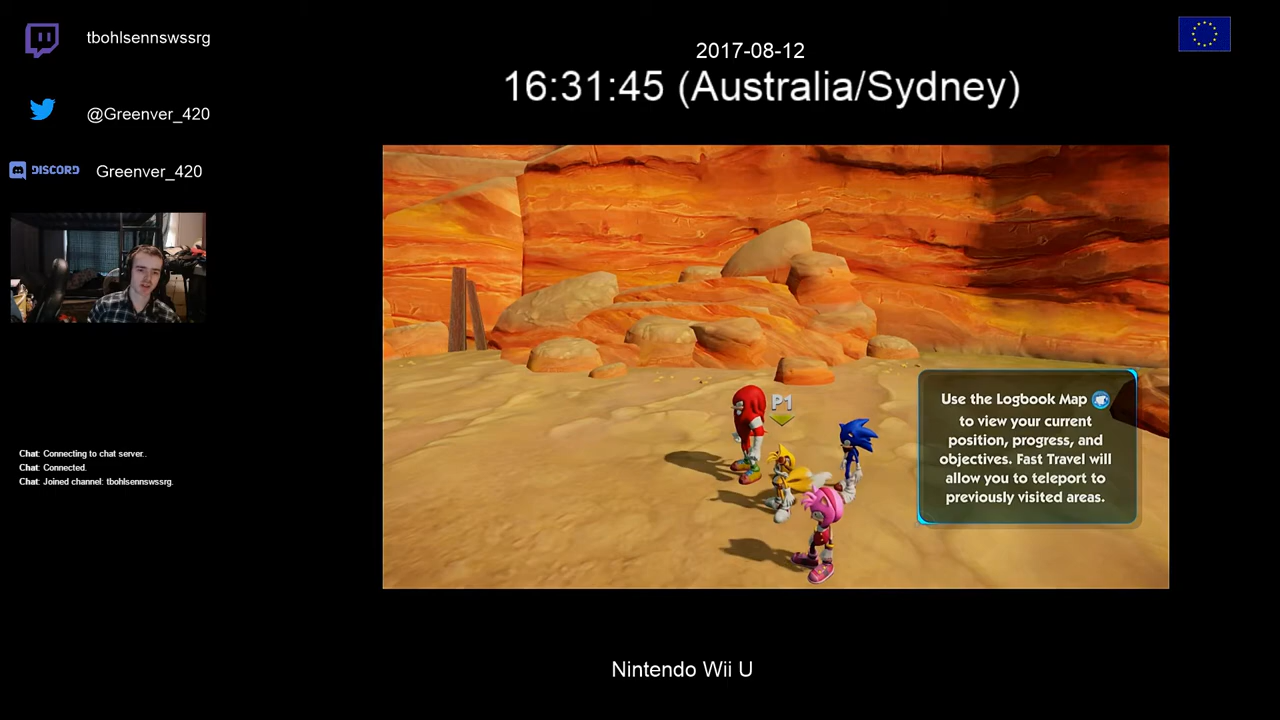 tbohlsennswssrg
2017-08-12
16:31:45 (Australia/Sydney)
@Greenver_420
DISCORD Greenver_420
P1
Use the Logbook Map
to view your current
position, progress, and
objectives. Fast Travel will
allow you to teleport to
previously visited areas.
Chat: Connecting to chat server..
Chat: Connected.
Chat: Joined channel: tbohlsennswssrg.
Nintendo Wii U